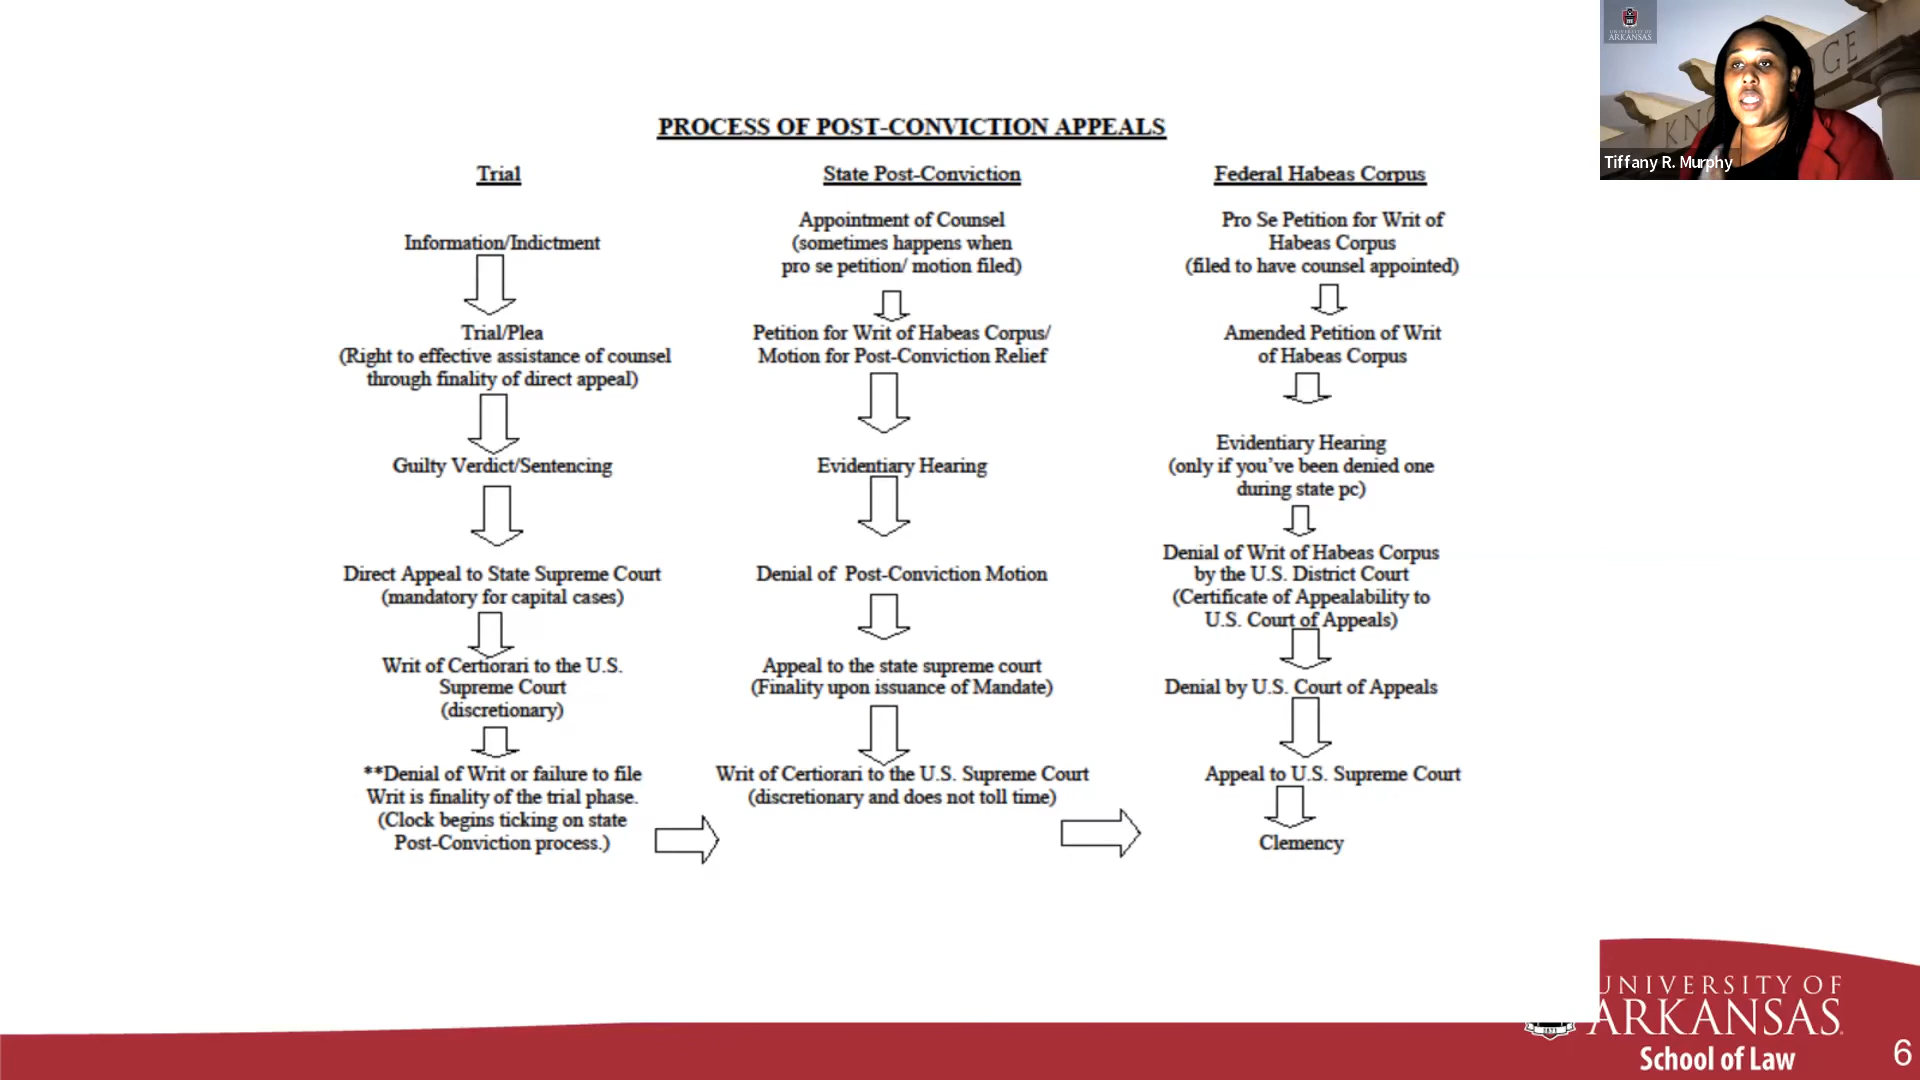 PROCESS OF POST-CONVICTION APPEALS
Trial
Information/Indictment
Trial/Plea
(Right to effective assistance of counsel
through finality of direct appeal)
Guilty Verdict/Sentencing
Direct Appeal to State Supreme Court
(mandatory for capital cases)
Writ of Certiorari to the U.S.
Supreme Court
(discretionary)
**Denial of Writ or failure to file
Writ is finality of the trial phase.
(Clock begins ticking on state
Post-Conviction process.)
State Post-Conviction
Appointment of Counsel
(sometimes happens when
pro se petition/ motion filed)
Petition for Writ of Habeas Corpus/
Motion for Post-Conviction Relief
Evidentiary Hearing
Denial of Post-Conviction Motion
Appeal to the state supreme court
(Finality upon issuance of Mandate)
Writ of Certiorari to the U.S. Supreme Court
(discretionary and does not toll time)
Federal Habeas Corpus
Pro Se Petition for Writ of
Habeas Corpus
(filed to have counsel appointed)
Amended Petition of Writ
of Habeas Corpus
Evidentiary Hearing
(only if you've been denied one
during state pc)
Denial of Writ of Habeas Corpus
by the U.S. District Court
(Certificate of Appealability to
U.S. Court of Appeals)
Denial by U.S. Court of Appeals
Appeal to U.S. Supreme Court
Clemency
UNIVERSITY OF
ARKANSAS
KN
GE
Tiffany R. Murphy
UNIVERSITY OF
ARKANSAS
1871
School of Law
6